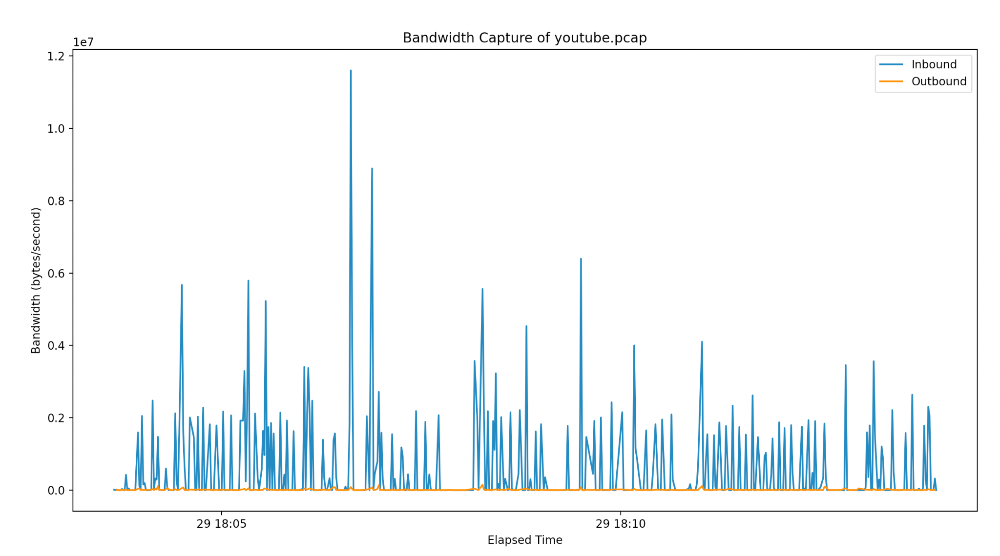 Bandwidth Capture of youtube.pcap
1e7
1.2
1.0
0.8
0.6
0.4
0.2
0.0
Bandwidth (bytes/second)
Inbound
Outbound
29 18:05
29 18:10
Elapsed Time